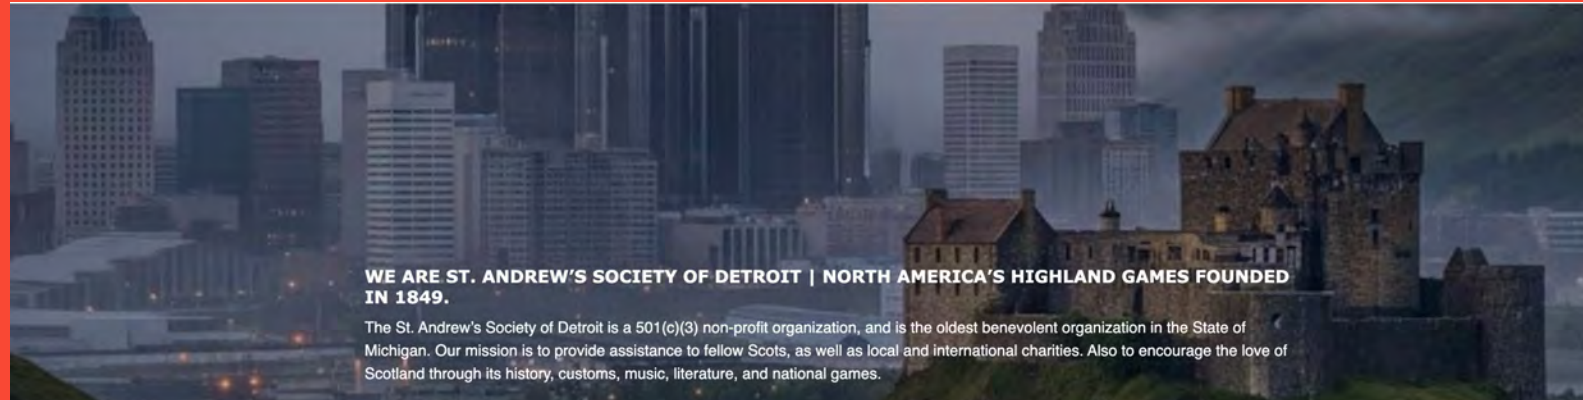 WE ARE ST. ANDREW’S SOCIETY OF DETROIT | NORTH AMERICA’S HIGHLAND GAMES FOUNDED
IN 1849.
The St. Andrew’s Society of Detroit is a 501(c)(3) non-profit organization, and is the oldest benevolent organization in the State of
Michigan. Our mission is to provide assistance to fellow Scots, as well as local and international charities. Also to encourage the love of
Scotland through its history, customs, music, literature, and national games.